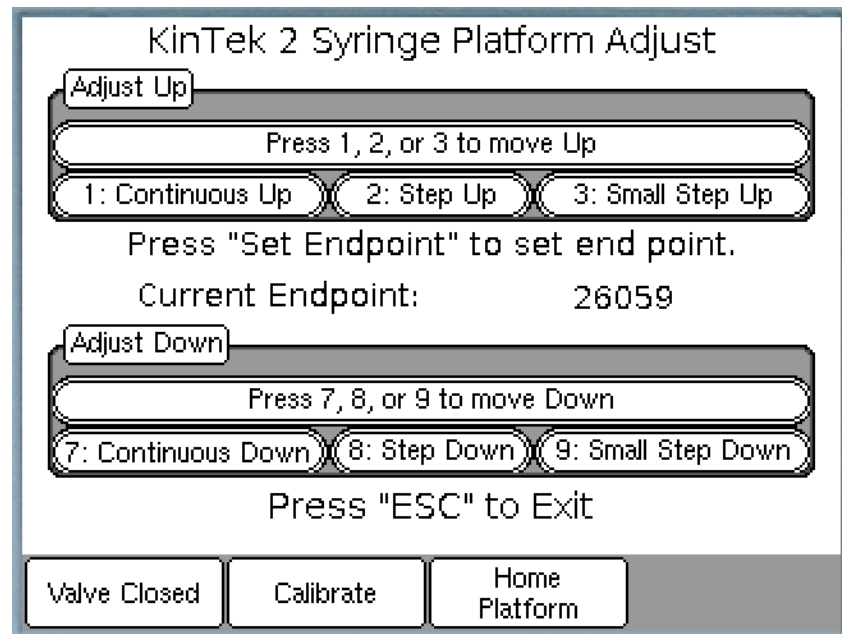 KinTek 2 Syringe Platform Adjust
Adjust Up
Press 1, 2, or 3 to move Up
1: Continuous Up 2: Step Up 3: Small Step Up
Press "Set Endpoint" to set end point.
Current Endpoint: 26059
Adjust Down
Press 7, 8, or 9 to move Down
7: Continuous Down 8: Step Down 9: Small Step Down
Press "ESC" to Exit
Valve Closed Calibrate Home
Platform